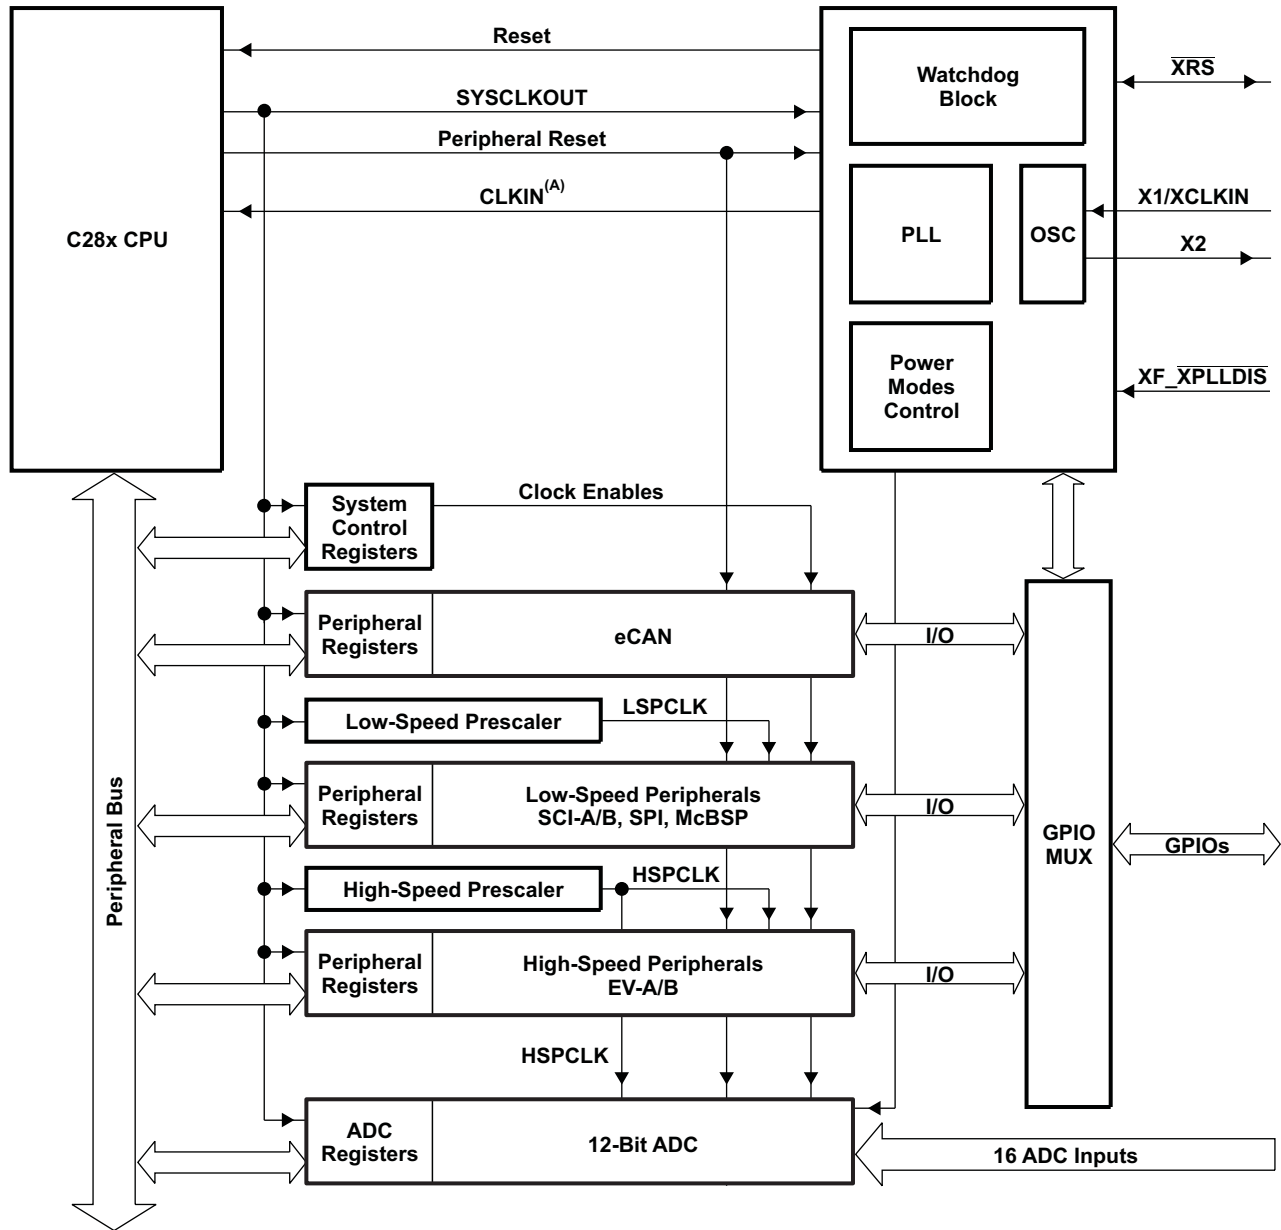 Reset
SYSCLKOUT
Peripheral Reset
CLKIN(A)
C28x CPU
Watchdog
Block
PLL
OSC
Power
Modes
Control
XRS
X1/XCLKIN
X2
XF_XPLLDIS
System
Control
Registers
Clock Enables
Peripheral
Registers
eCAN
I/O
Low-Speed Prescaler
LSPCLK
Peripheral
Registers
Low-Speed Peripherals
SCI-A/B, SPI, McBSP
I/O
High-Speed Prescaler
HSPCLK
Peripheral
Registers
High-Speed Peripherals
EV-A/B
I/O
HSPCLK
ADC
Registers
12-Bit ADC
16 ADC Inputs
GPIO
MUX
GPIOs
Peripheral Bus